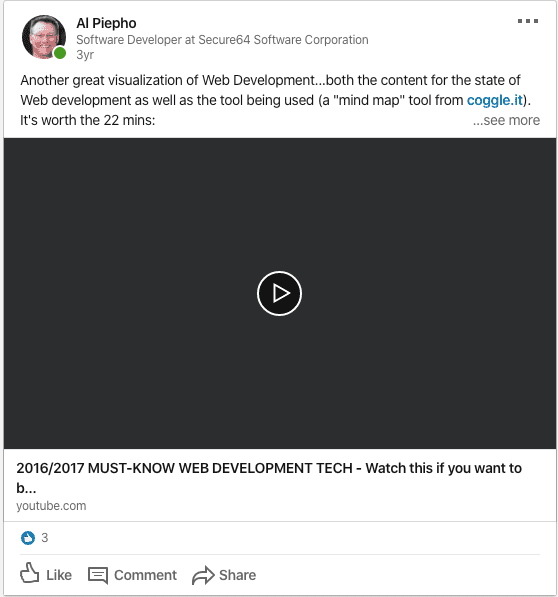 Al Piepho
Software Developer at Secure64 Software Corporation
3yr
Another great visualization of Web Development...both the content for the state of
Web development as well as the tool being used (a "mind map" tool from coggle.it).
It's worth the 22 mins:
...see more
2016/2017 MUST-KNOW WEB DEVELOPMENT TECH - Watch this if you want to
b...
youtube.com
3
Like Comment Share